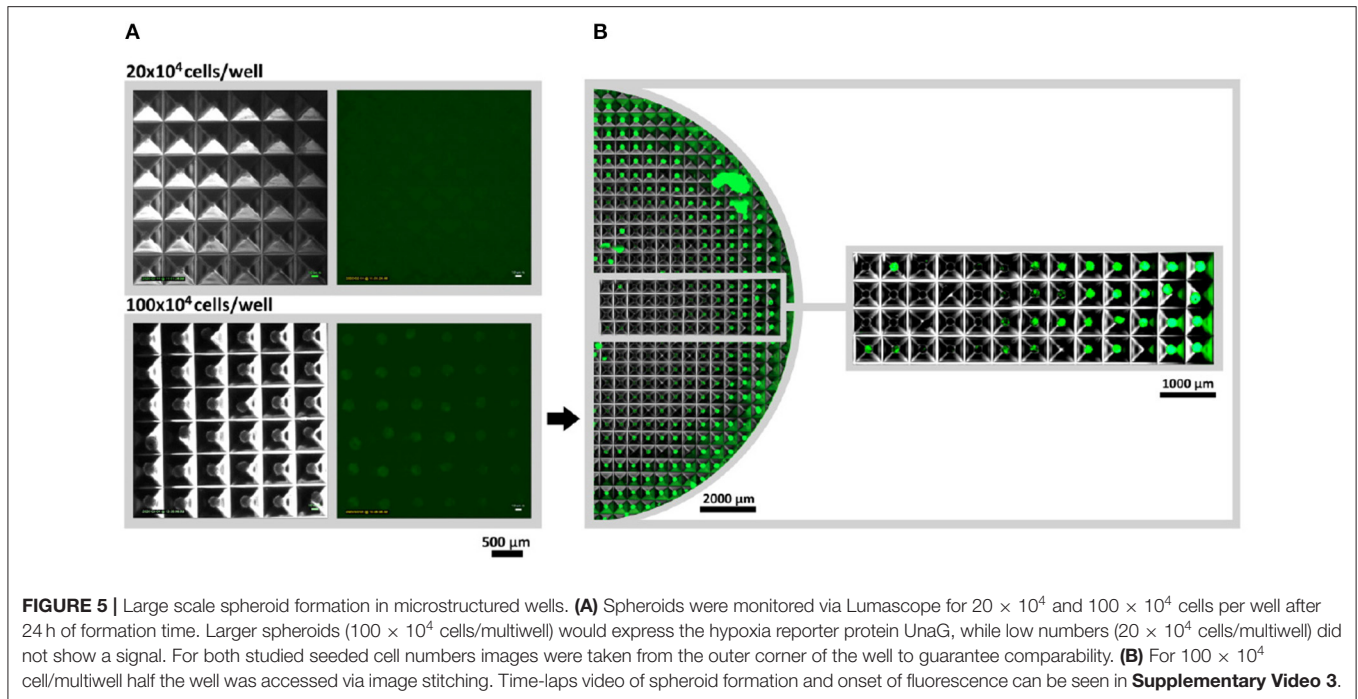 A
B
20x10⁴ cells/well
100x10⁴ cells/well
500 µm
2000 µm
1000 µm
FIGURE 5 | Large scale spheroid formation in microstructured wells. (A) Spheroids were monitored via Lumascope for 20 × 10⁴ and 100 × 10⁴ cells per well after
24 h of formation time. Larger spheroids (100 × 10⁴ cells/multiwell) would express the hypoxia reporter protein UnaG, while low numbers (20 × 10⁴ cells/multiwell) did
not show a signal. For both studied seeded cell numbers images were taken from the outer corner of the well to guarantee comparability. (B) For 100 × 10⁴
cell/multiwell half the well was accessed via image stitching. Time-laps video of spheroid formation and onset of fluorescence can be seen in Supplementary Video 3.